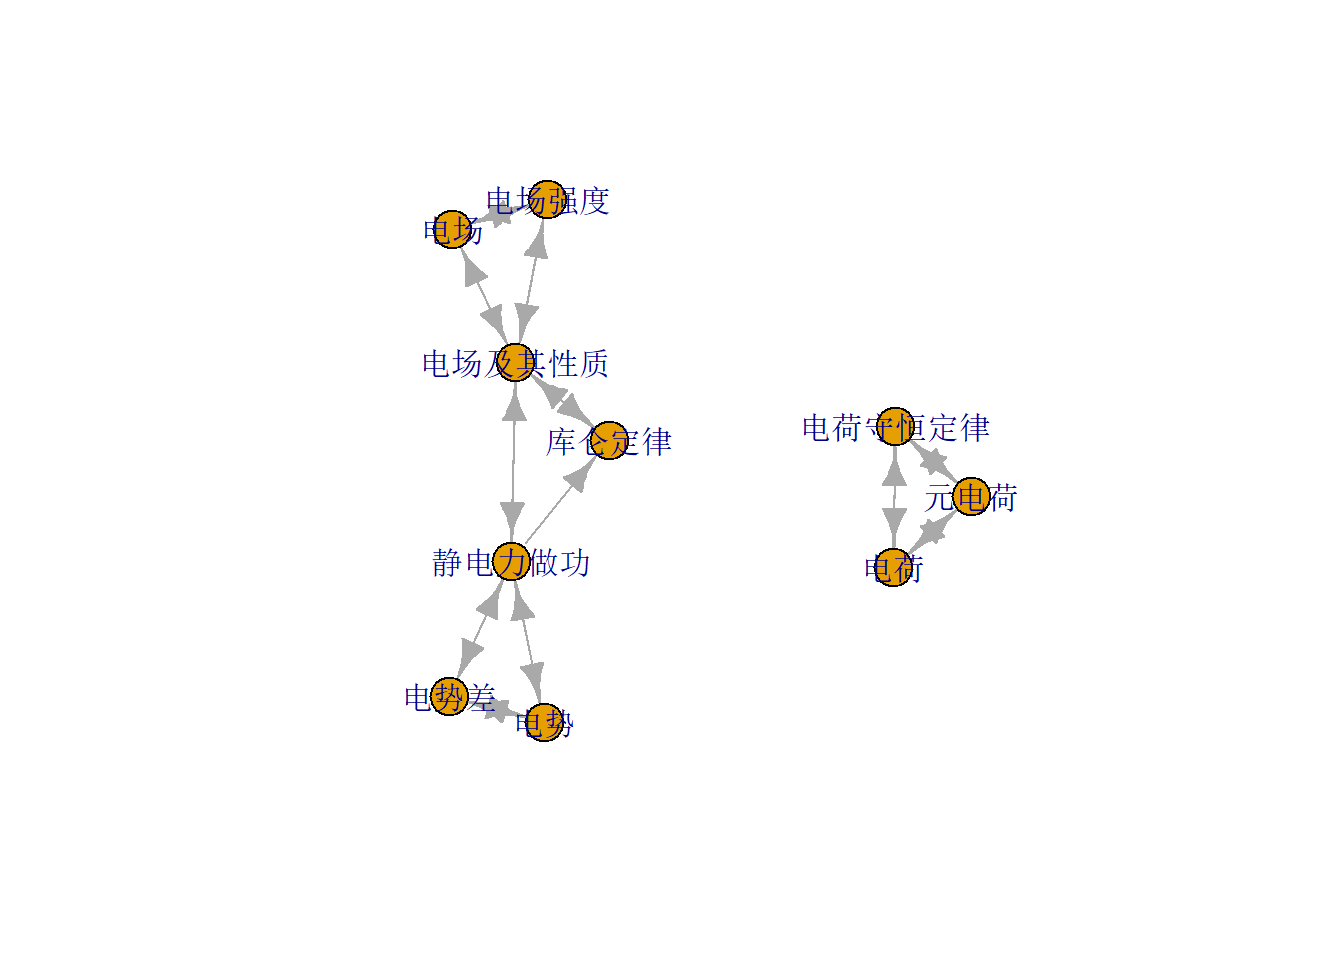 电场强度
电场
电场及其性质
库仑定律
静电力做功
电势差
电势
电荷守恒定律
元电荷
电荷